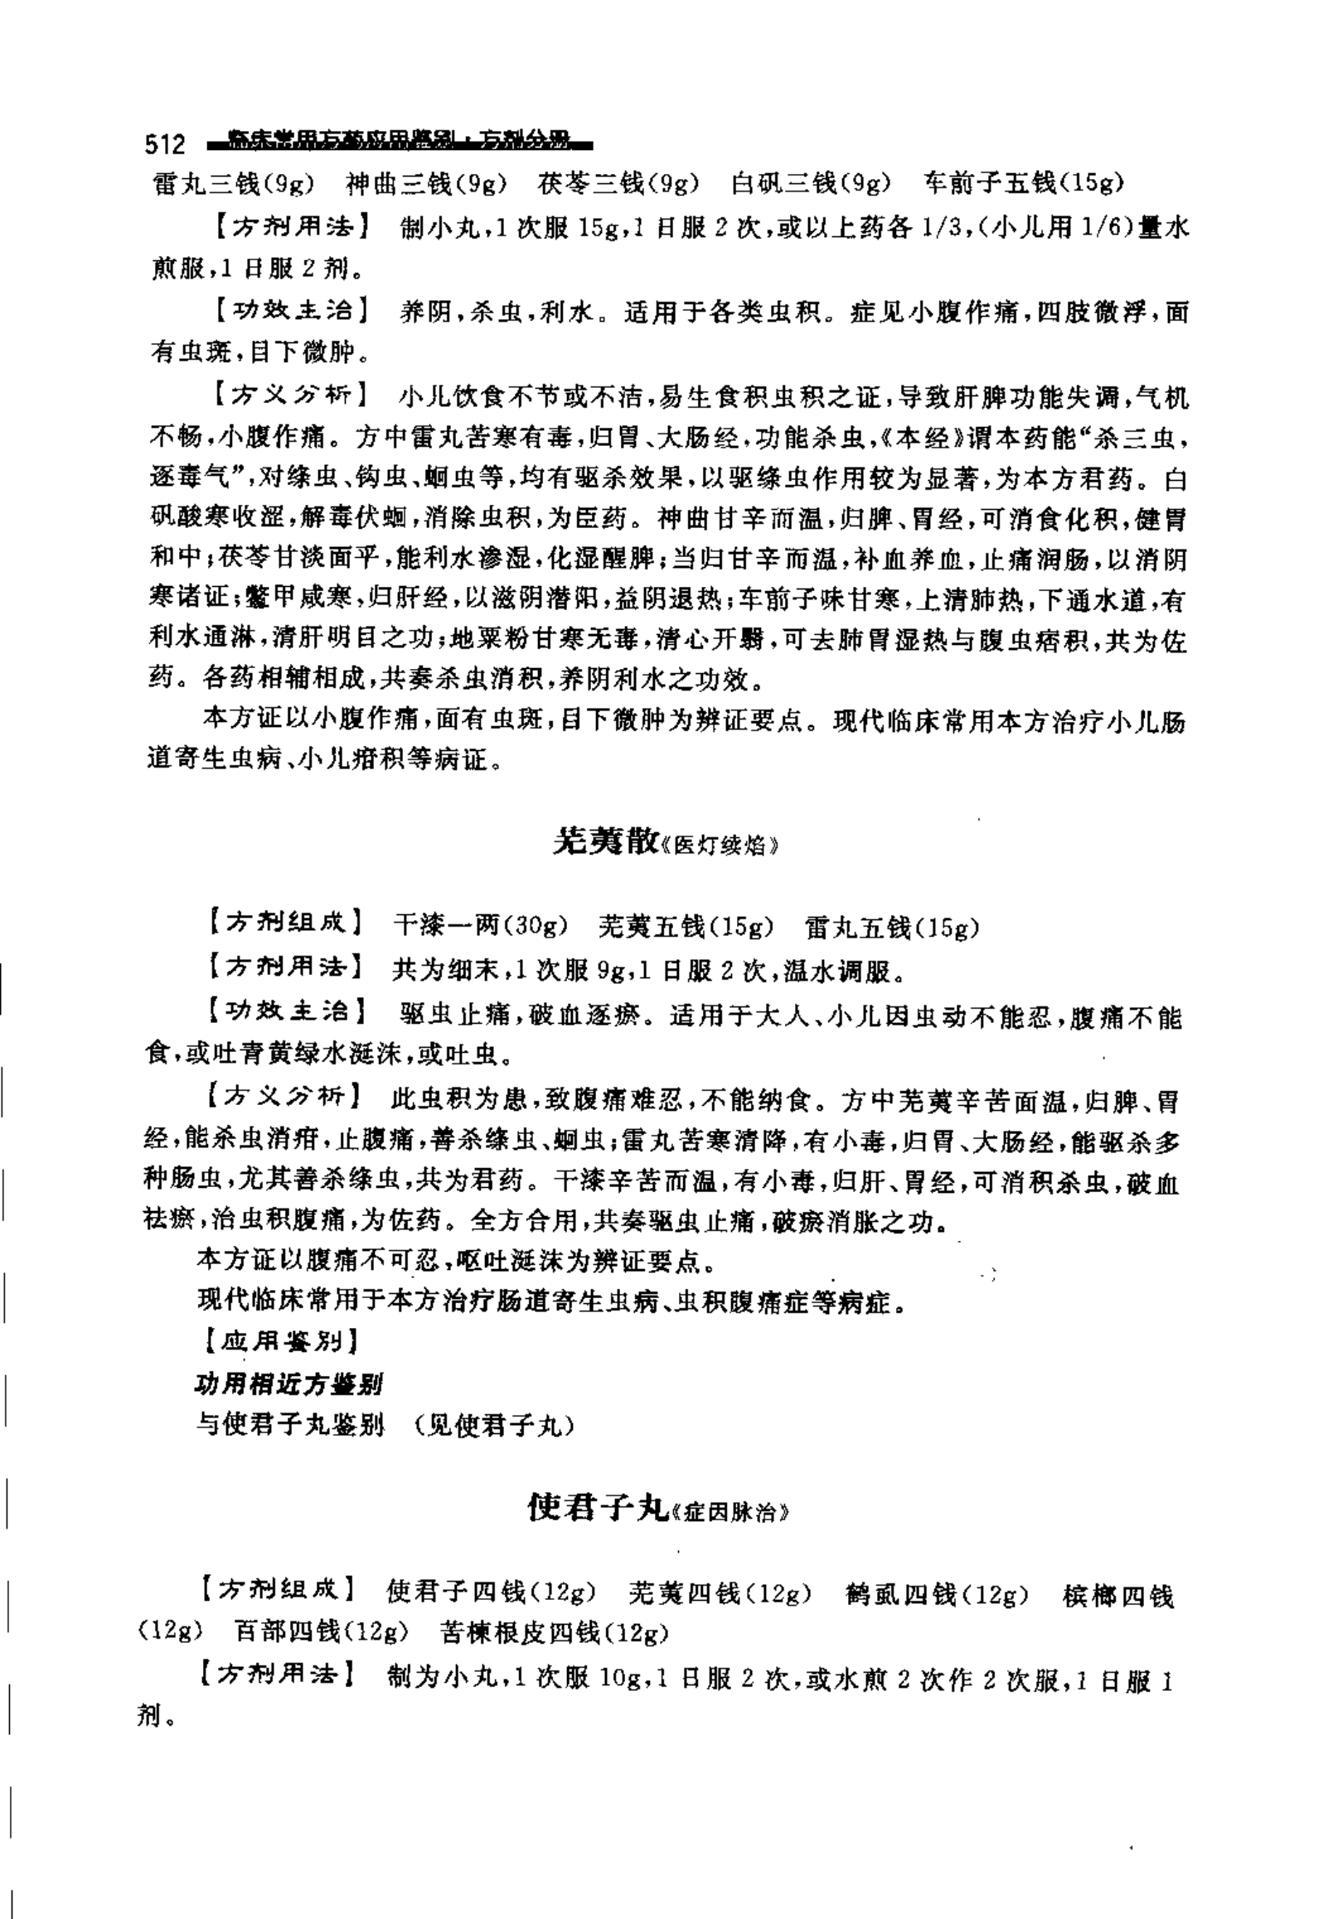 512 临床常用方药应用鉴别·方剂分册
雷丸三钱(9g) 神曲三钱(9g) 茯苓三钱(9g) 白矾三钱(9g) 车前子五钱(15g)
【方剂用法】 制小丸,1次服15g,1日服2次,或以上药各1/3,(小儿用1/6)量水
煎服,1日服2剂。
【功效主治】 养阴,杀虫,利水。适用于各类虫积。症见小腹作痛,四肢微浮,面
有虫斑,目下微肿。
【方义分析】 小儿饮食不节或不洁,易生食积虫积之证,导致肝脾功能失调,气机
不畅,小腹作痛。方中雷丸苦寒有毒,归胃、大肠经,功能杀虫,《本经》谓本药能“杀三虫,
逐毒气”,对绦虫、钩虫、蛔虫等,均有驱杀效果,以驱绦虫作用较为显著,为本方君药。白
矾酸寒收涩,解毒伏蛔,消除虫积,为臣药。神曲甘辛而温,归脾、胃经,可消食化积,健胃
和中;茯苓甘淡面平,能利水渗湿,化湿醒脾;当归甘辛而温,补血养血,止痛润肠,以消阴
寒诸证;鳖甲咸寒,归肝经,以滋阴潜阳,益阴退热;车前子味甘寒,上清肺热,下通水道,有
利水通淋,清肝明目之功;地粟粉甘寒无毒,清心开翳,可去肺胃湿热与腹虫痞积,共为佐
药。各药相辅相成,共奏杀虫消积,养阴利水之功效。
本方证以小腹作痛,面有虫斑,目下微肿为辨证要点。现代临床常用本方治疗小儿肠
道寄生虫病、小儿疳积等病证。
芜荑散《医灯续焰》
【方剂组成】 干漆一两(30g) 芜荑五钱(15g) 雷丸五钱(15g)
【方剂用法】 共为细末,1次服9g,1日服2次,温水调服。
【功效主治】 驱虫止痛,破血逐瘀。适用于大人、小儿因虫动不能忍,腹痛不能
食,或吐青黄绿水涎沫,或吐虫。
【方义分析】 此虫积为患,致腹痛难忍,不能纳食。方中芜荑辛苦面温,归脾、胃
经,能杀虫消疳,止腹痛,善杀绦虫、蛔虫;雷丸苦寒清降,有小毒,归胃、大肠经,能驱杀多
种肠虫,尤其善杀绦虫,共为君药。干漆辛苦而温,有小毒,归肝、胃经,可消积杀虫,破血
祛瘀,治虫积腹痛,为佐药。全方合用,共奏驱虫止痛,破瘀消胀之功。
本方证以腹痛不可忍,呕吐涎沫为辨证要点。
现代临床常用于本方治疗肠道寄生虫病、虫积腹痛症等病症。
【应用鉴别】
功用相近方鉴别
与使君子丸鉴别 (见使君子丸)
使君子丸《症因脉治》
【方剂组成】 使君子四钱(12g) 芜荑四钱(12g) 鹤虱四钱(12g) 槟榔四钱
(12g) 百部四钱(12g) 苦楝根皮四钱(12g)
【方剂用法】 制为小丸,1次服10g,1日服2次,或水煎2次作2次服,1日服1
剂。